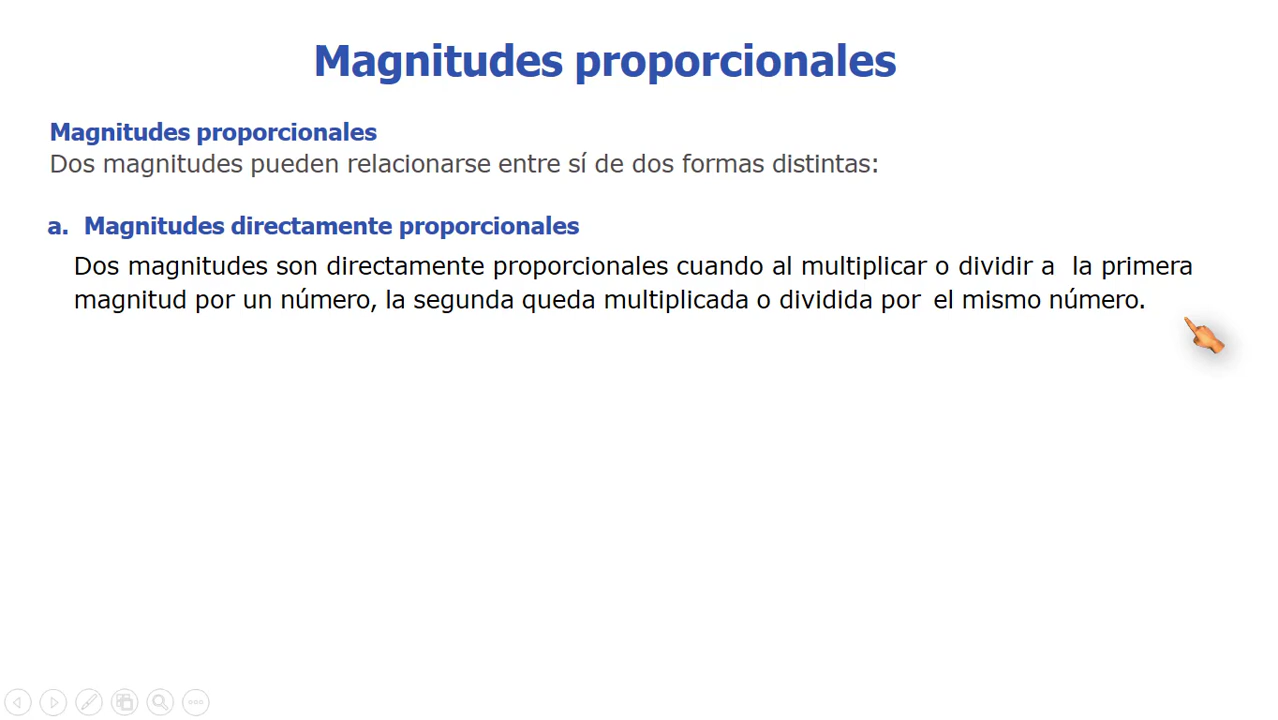 Magnitudes proporcionales
Magnitudes proporcionales
Dos magnitudes pueden relacionarse entre sí de dos formas distintas:
a. Magnitudes directamente proporcionales
Dos magnitudes son directamente proporcionales cuando al multiplicar o dividir a la primera
magnitud por un número, la segunda queda multiplicada o dividida por el mismo número.